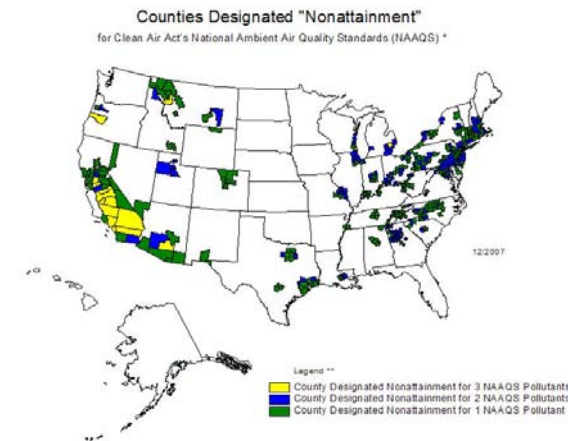 Counties Designated "Nonattainment"
for Clean Air Act's National Ambient Air Quality Standards (NAAQS) *
12/2007
Legend **
County Designated Nonattainment for 3 NAAQS Pollutants
County Designated Nonattainment for 2 NAAQS Pollutants
County Designated Nonattainment for 1 NAAQS Pollutant